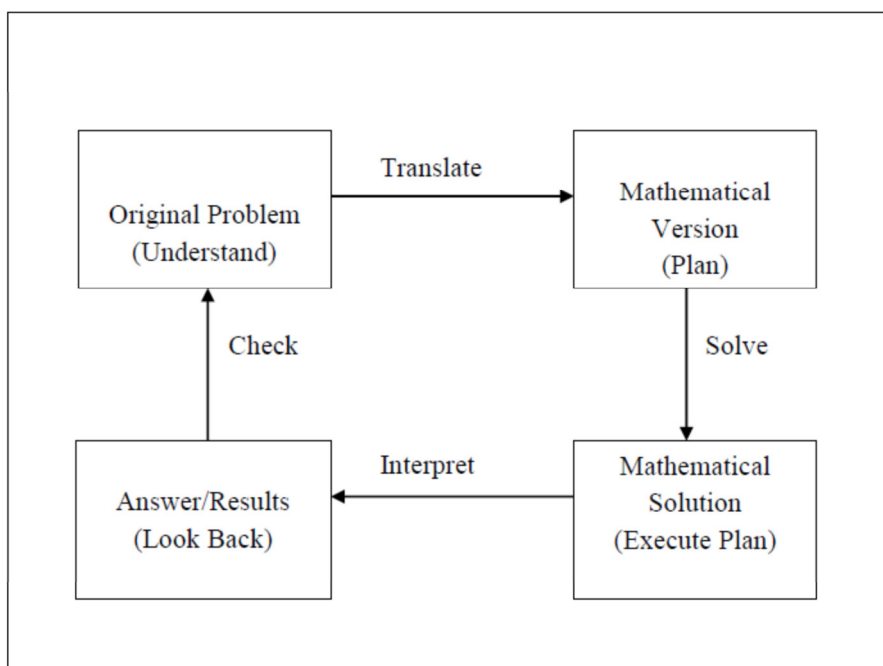 Original Problem
(Understand)
Translate
Mathematical
Version
(Plan)
Check
Solve
Answer/Results
(Look Back)
Interpret
Mathematical
Solution
(Execute Plan)